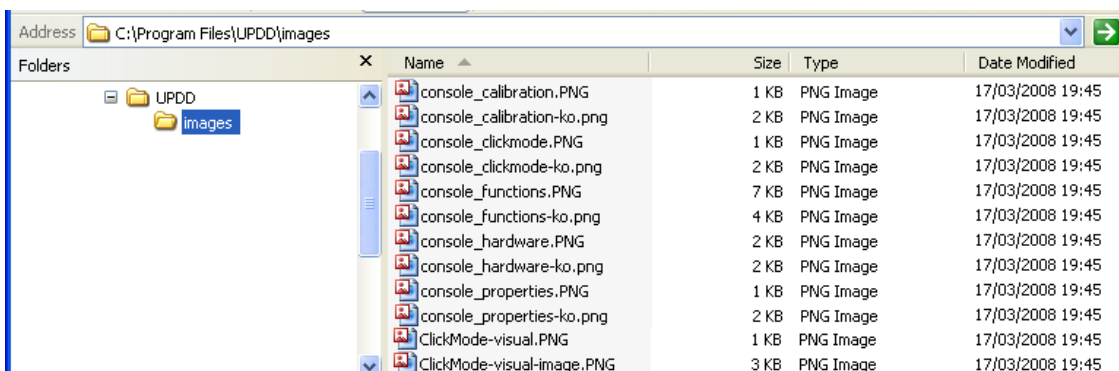 Address C:\Program Files\UPDD\images
Folders Name Size Type Date Modified
UPDD console_calibration.PNG 1 KB PNG Image 17/03/2008 19:45
images console_calibration-ko.png 2 KB PNG Image 17/03/2008 19:45
console_clickmode.PNG 1 KB PNG Image 17/03/2008 19:45
console_clickmode-ko.png 2 KB PNG Image 17/03/2008 19:45
console_functions.PNG 7 KB PNG Image 17/03/2008 19:45
console_functions-ko.png 4 KB PNG Image 17/03/2008 19:45
console_hardware.PNG 2 KB PNG Image 17/03/2008 19:45
console_hardware-ko.png 2 KB PNG Image 17/03/2008 19:45
console_properties.PNG 1 KB PNG Image 17/03/2008 19:45
console_properties-ko.png 2 KB PNG Image 17/03/2008 19:45
ClickMode-visual.PNG 1 KB PNG Image 17/03/2008 19:45
ClickMode-visual-image.PNG 3 KB PNG Image 17/03/2008 19:45